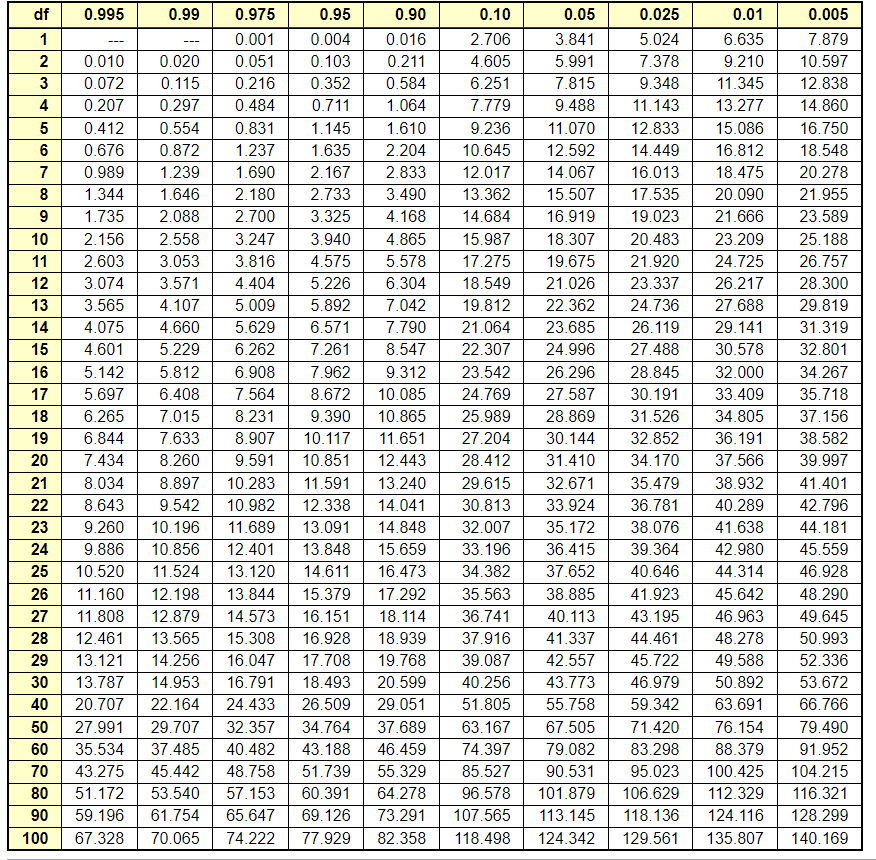 df 0.995 0.99 0.975 0.95 0.90 0.10 0.05 0.025 0.01 0.005
1 --- --- 0.001 0.004 0.016 2.706 3.841 5.024 6.635 7.879
2 0.010 0.020 0.051 0.103 0.211 4.605 5.991 7.378 9.210 10.597
3 0.072 0.115 0.216 0.352 0.584 6.251 7.815 9.348 11.345 12.838
4 0.207 0.297 0.484 0.711 1.064 7.779 9.488 11.143 13.277 14.860
5 0.412 0.554 0.831 1.145 1.610 9.236 11.070 12.833 15.086 16.750
6 0.676 0.872 1.237 1.635 2.204 10.645 12.592 14.449 16.812 18.548
7 0.989 1.239 1.690 2.167 2.833 12.017 14.067 16.013 18.475 20.278
8 1.344 1.646 2.180 2.733 3.490 13.362 15.507 17.535 20.090 21.955
9 1.735 2.088 2.700 3.325 4.168 14.684 16.919 19.023 21.666 23.589
10 2.156 2.558 3.247 3.940 4.865 15.987 18.307 20.483 23.209 25.188
11 2.603 3.053 3.816 4.575 5.578 17.275 19.675 21.920 24.725 26.757
12 3.074 3.571 4.404 5.226 6.304 18.549 21.026 23.337 26.217 28.300
13 3.565 4.107 5.009 5.892 7.042 19.812 22.362 24.736 27.688 29.819
14 4.075 4.660 5.629 6.571 7.790 21.064 23.685 26.119 29.141 31.319
15 4.601 5.229 6.262 7.261 8.547 22.307 24.996 27.488 30.578 32.801
16 5.142 5.812 6.908 7.962 9.312 23.542 26.296 28.845 32.000 34.267
17 5.697 6.408 7.564 8.672 10.085 24.769 27.587 30.191 33.409 35.718
18 6.265 7.015 8.231 9.390 10.865 25.989 28.869 31.526 34.805 37.156
19 6.844 7.633 8.907 10.117 11.651 27.204 30.144 32.852 36.191 38.582
20 7.434 8.260 9.591 10.851 12.443 28.412 31.410 34.170 37.566 39.997
21 8.034 8.897 10.283 11.591 13.240 29.615 32.671 35.479 38.932 41.401
22 8.643 9.542 10.982 12.338 14.041 30.813 33.924 36.781 40.289 42.796
23 9.260 10.196 11.689 13.091 14.848 32.007 35.172 38.076 41.638 44.181
24 9.886 10.856 12.401 13.848 15.659 33.196 36.415 39.364 42.980 45.559
25 10.520 11.524 13.120 14.611 16.473 34.382 37.652 40.646 44.314 46.928
26 11.160 12.198 13.844 15.379 17.292 35.563 38.885 41.923 45.642 48.290
27 11.808 12.879 14.573 16.151 18.114 36.741 40.113 43.195 46.963 49.645
28 12.461 13.565 15.308 16.928 18.939 37.916 41.337 44.461 48.278 50.993
29 13.121 14.256 16.047 17.708 19.768 39.087 42.557 45.722 49.588 52.336
30 13.787 14.953 16.791 18.493 20.599 40.256 43.773 46.979 50.892 53.672
40 20.707 22.164 24.433 26.509 29.051 51.805 55.758 59.342 63.691 66.766
50 27.991 29.707 32.357 34.764 37.689 63.167 67.505 71.420 76.154 79.490
60 35.534 37.485 40.482 43.188 46.459 74.397 79.082 83.298 88.379 91.952
70 43.275 45.442 48.758 51.739 55.329 85.527 90.531 95.023 100.425 104.215
80 51.172 53.540 57.153 60.391 64.278 96.578 101.879 106.629 112.329 116.321
90 59.196 61.754 65.647 69.126 73.291 107.565 113.145 118.136 124.116 128.299
100 67.328 70.065 74.222 77.929 82.358 118.498 124.342 129.561 135.807 140.169